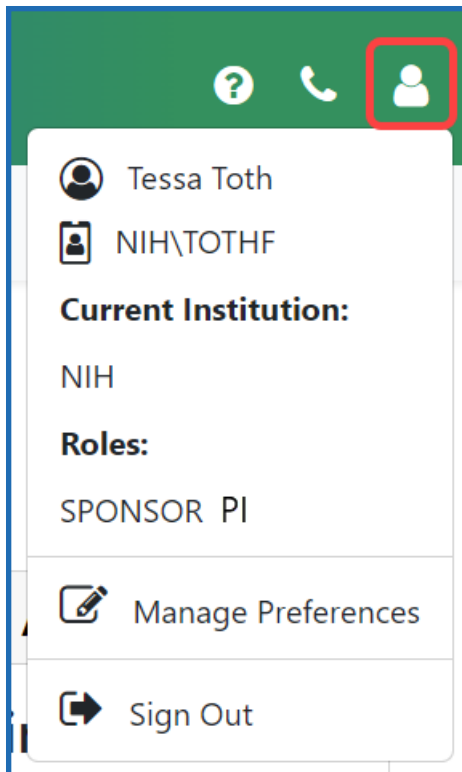 Tessa Toth
NIH\TOTHF
Current Institution:
NIH
Roles:
SPONSOR PI
Manage Preferences
Sign Out